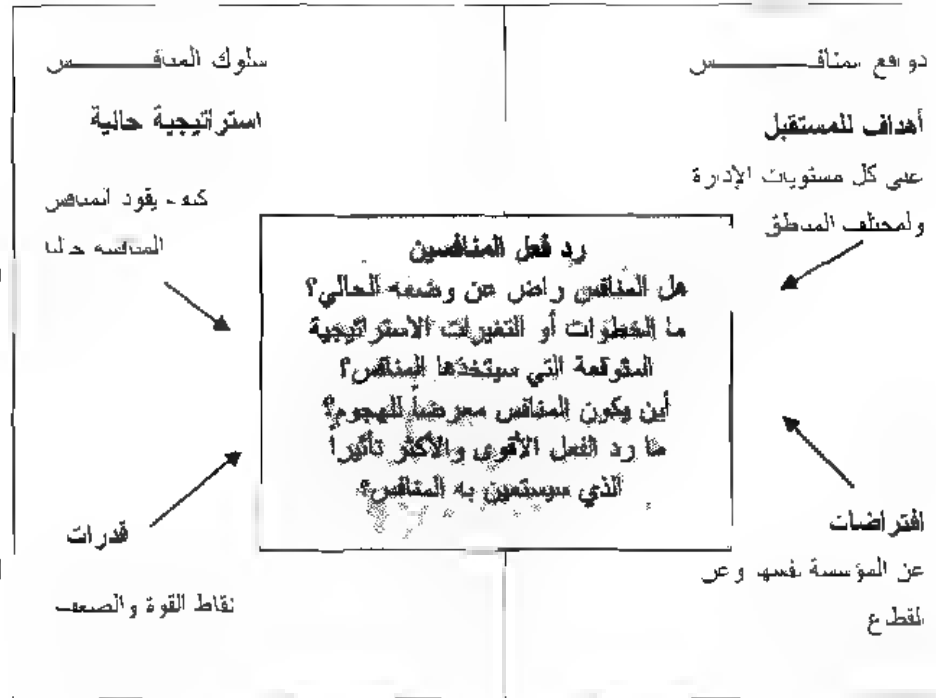 دوافع المنافس
أهداف للمستقبل
على كل مستويات الإدارة
ولمختلف المناطق
سلوك المنافس
استراتيجية حالية
كيف يقود المنافس
المنافسة حاليا
رد فعل المنافسين
هل المنافس راض عن وضعه الحالي؟
ما الخطوات أو التغيرات الاستراتيجية
المتوقعة التي سيتخذها المنافس؟
أين يكون المنافس معرضاً للهجوم؟
ما رد الفعل الأقوى والأكثر تأثيراً
الذي سيستعين به المنافس؟
افتراضات
عن المؤسسة نفسها وعن
القطاع
قدرات
نقاط القوة والضعف